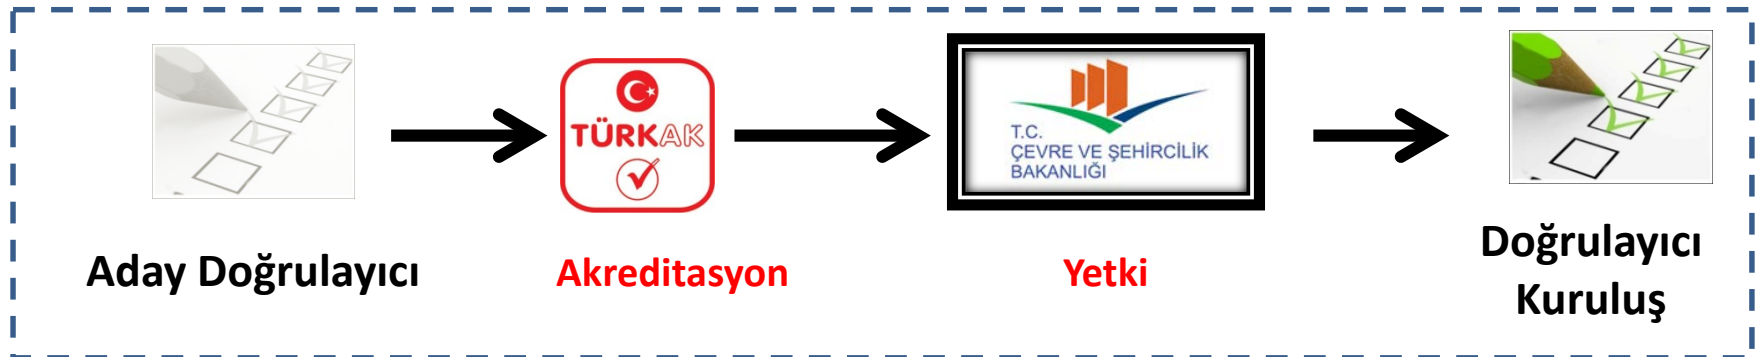 TÜRKAK
T.C.
ÇEVRE VE ŞEHİRCİLİK
BAKANLIĞI
Aday Doğrulayıcı
Akreditasyon
Yetki
Doğrulayıcı
Kuruluş